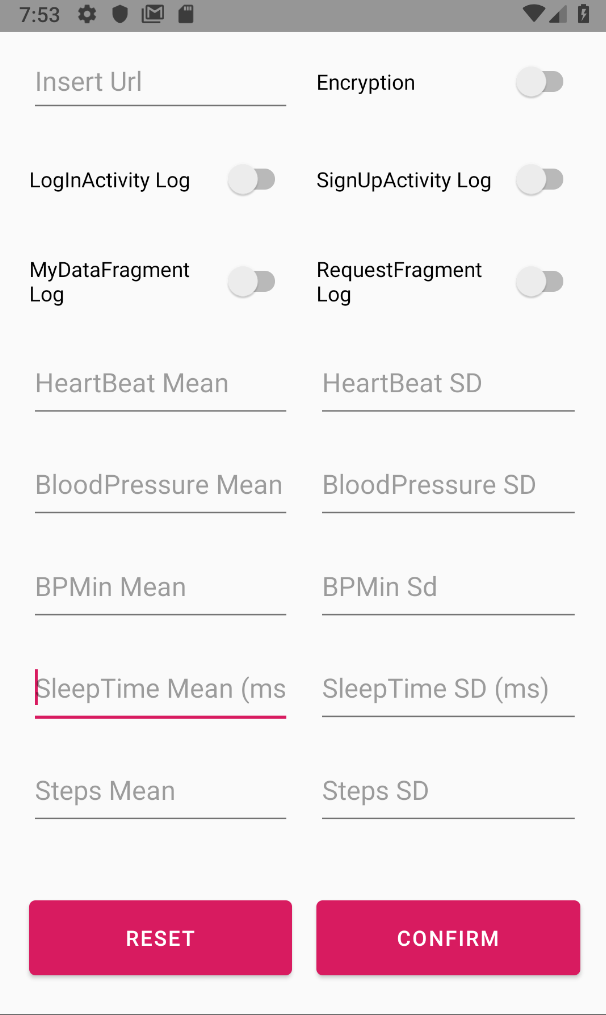 7:53
Insert Url
Encryption
LogInActivity Log
SignUpActivity Log
MyDataFragment
Log
RequestFragment
Log
HeartBeat Mean
HeartBeat SD
BloodPressure Mean
BloodPressure SD
BPMin Mean
BPMin Sd
SleepTime Mean (ms
SleepTime SD (ms)
Steps Mean
Steps SD
RESET
CONFIRM